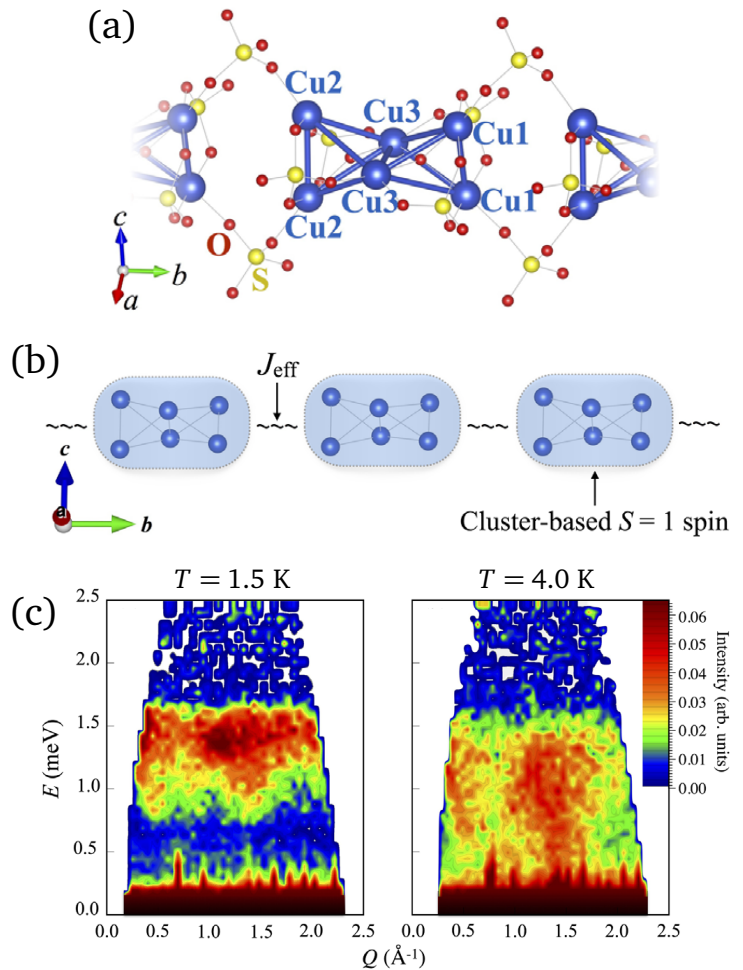 (a)
Cu2
Cu3
Cu1
Cu3
Cu2
Cu1
O
S
c
b
a
(b)
J_eff
c
a
b
Cluster-based S = 1 spin
(c)
T = 1.5 K
T = 4.0 K
2.5
2.0
1.5
1.0
0.5
0.0
E (meV)
0.0 0.5 1.0 1.5 2.0 2.5
0.0 0.5 1.0 1.5 2.0 2.5
Q (Å⁻¹)
0.06
0.05
0.04
0.03
0.02
0.01
0.00
Intensity (arb. units)